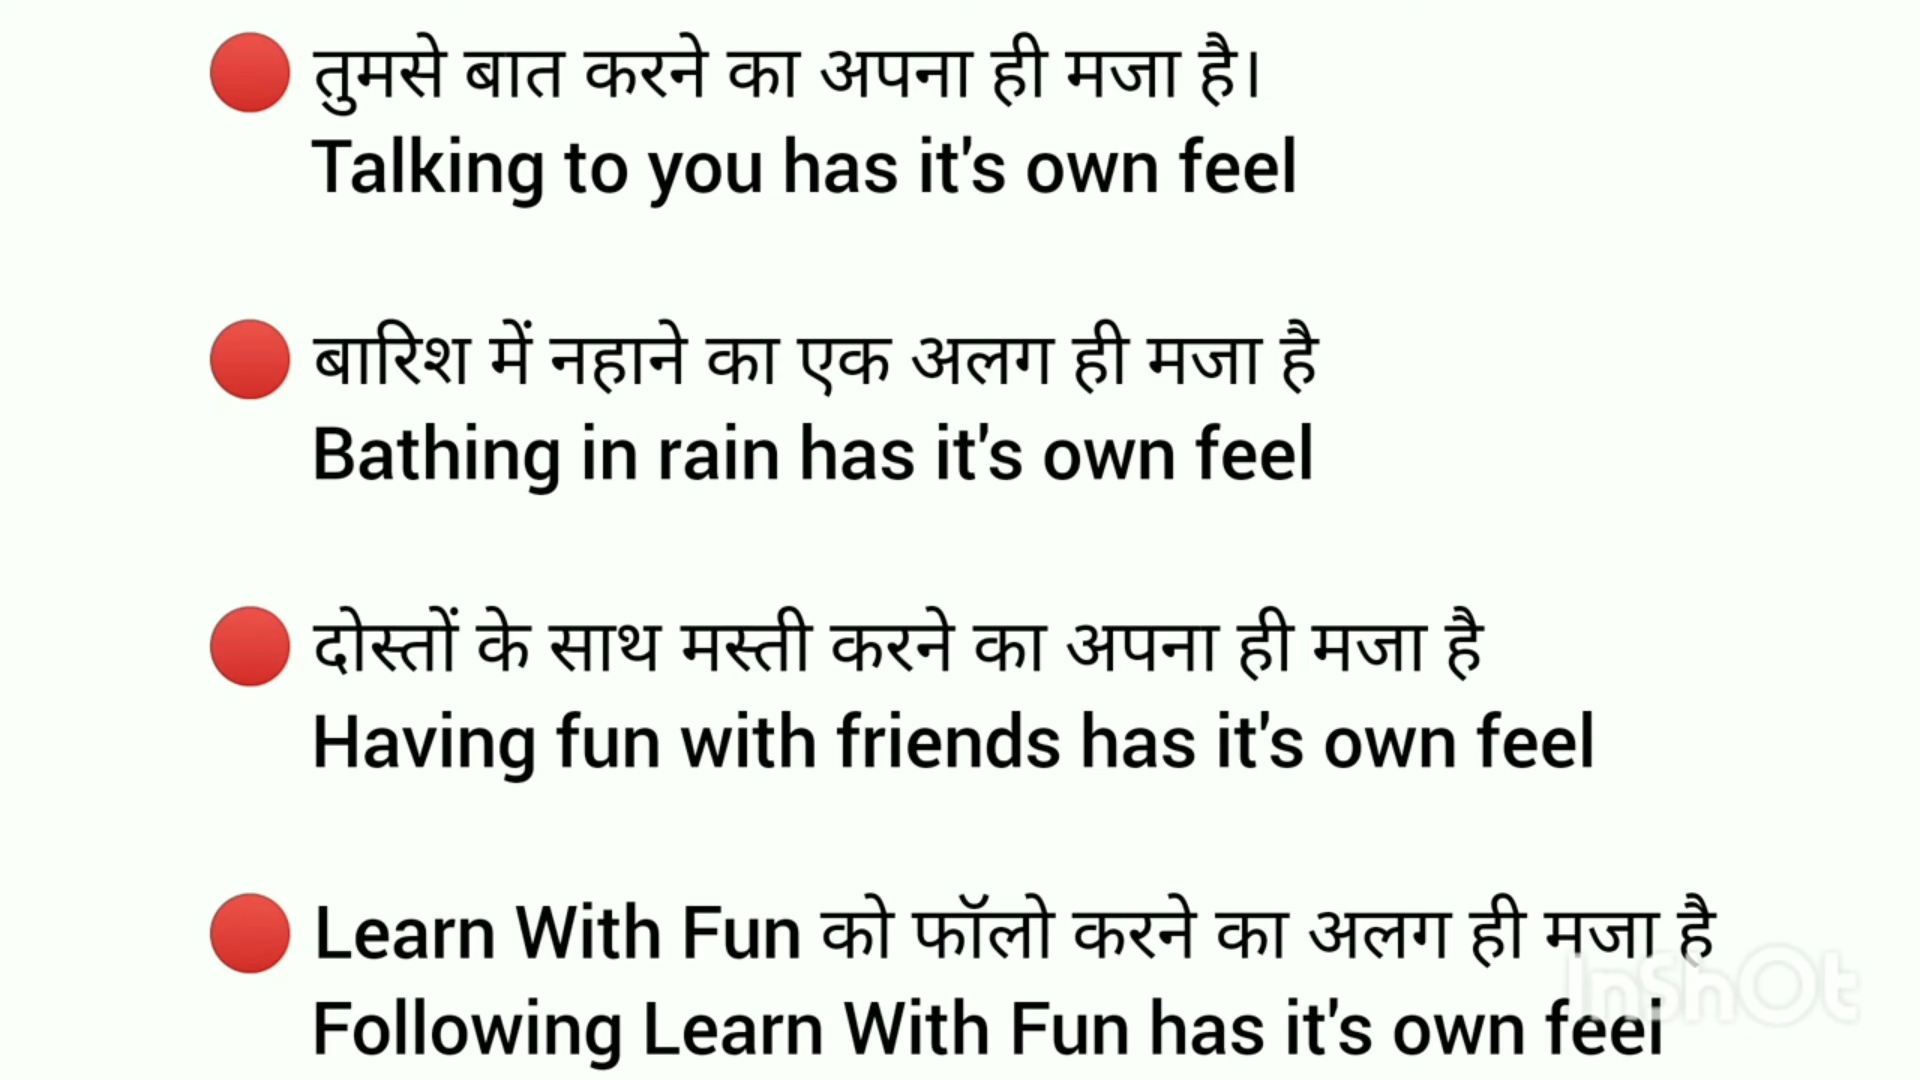 तुमसे बात करने का अपना ही मजा है।
Talking to you has it's own feel
बारिश में नहाने का एक अलग ही मजा है
Bathing in rain has it's own feel
दोस्तों के साथ मस्ती करने का अपना ही मजा है
Having fun with friends has it's own feel
Learn With Fun को फॉलो करने का अलग ही मजा है
Following Learn With Fun has it's own feel
InShOt